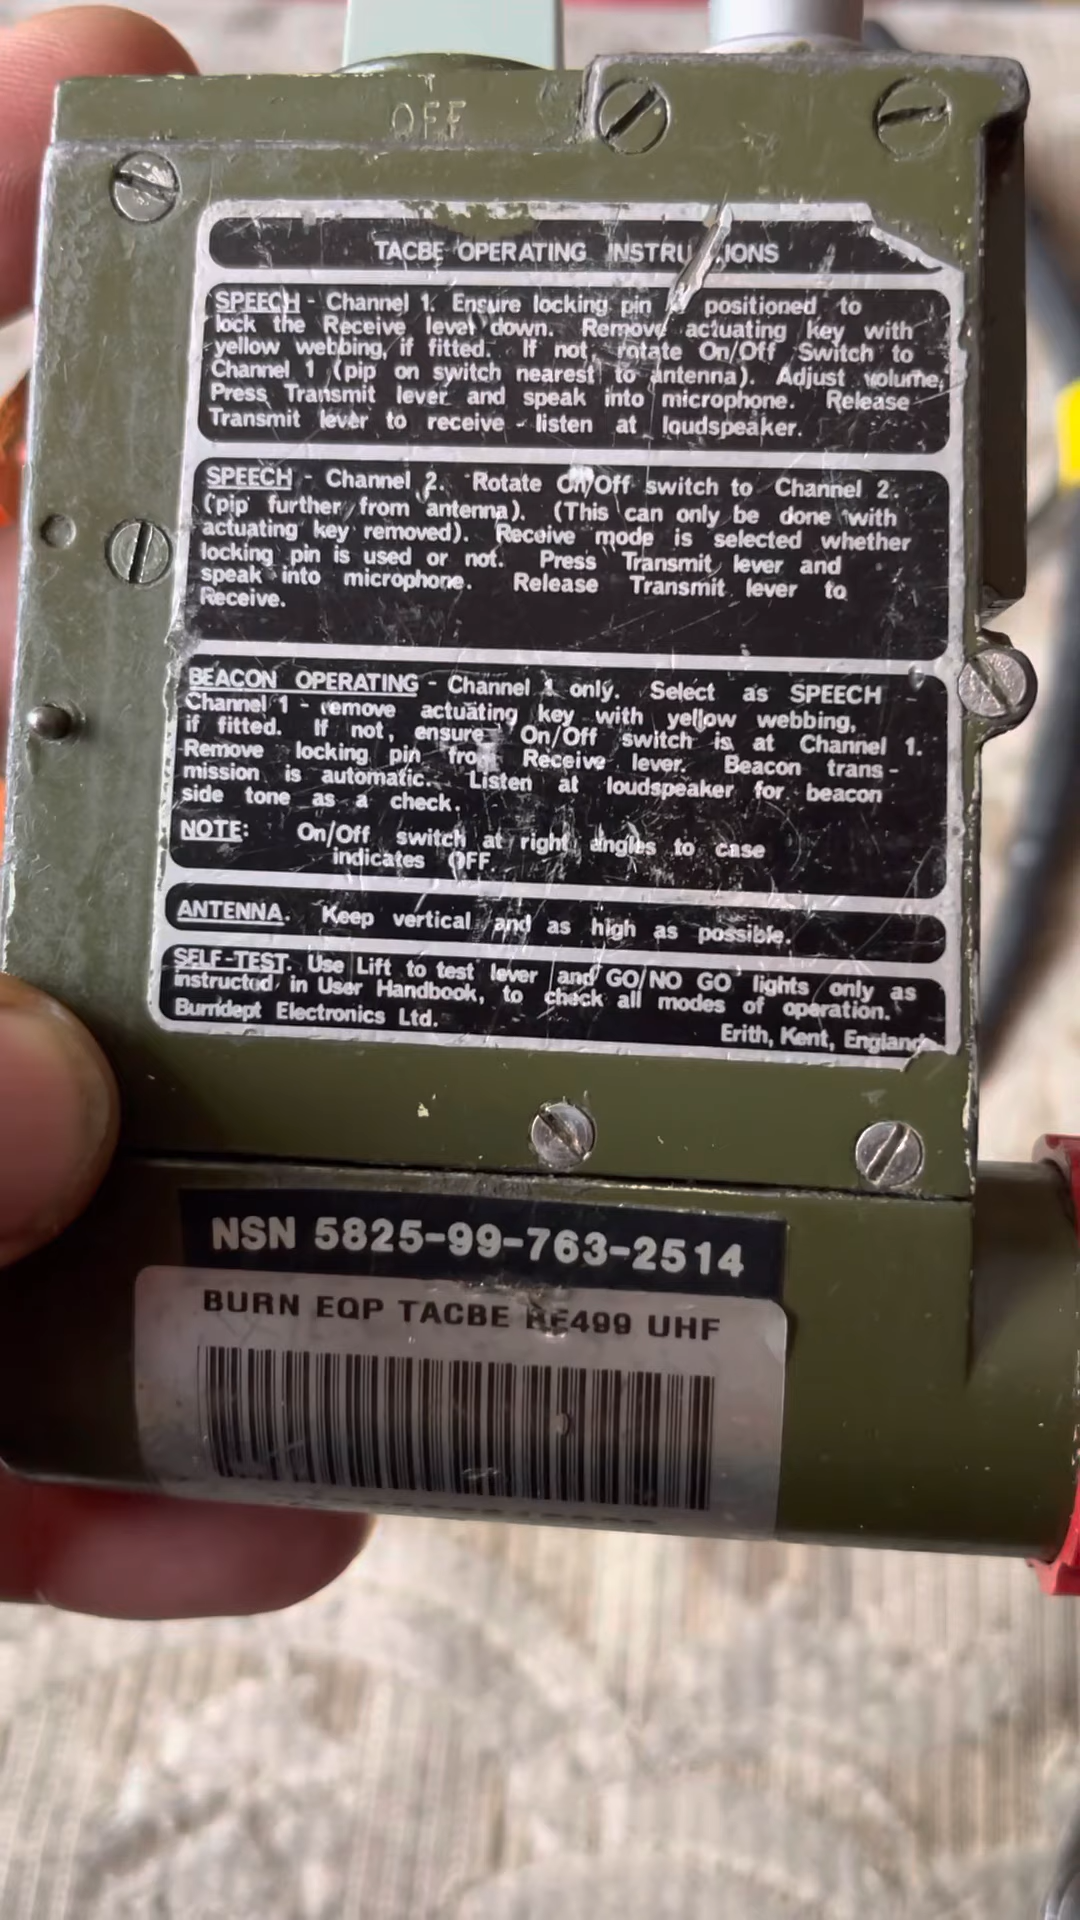 OFF
TACBE OPERATING INSTRU IONS
SPEECH - Channel 1. Ensure locking pin positioned to
lock the Receive level down. Remove actuating key with
yellow webbing, if fitted. If not, rotate On/Off Switch to
Channel 1 (pip on switch nearest to antenna). Adjust volume,
Press Transmit lever and speak into microphone. Release
Transmit lever to receive - listen at loudspeaker.
SPEECH - Channel 2. Rotate On/Off switch to Channel 2.
(pip further from antenna). (This can only be done with
actuating key removed). Receive mode is selected whether
locking pin is used or not. Press Transmit lever and
speak into microphone. Release Transmit lever to
Receive.
BEACON OPERATING - Channel 1 only. Select as SPEECH -
Channel 1 - remove actuating key with yellow webbing,
if fitted. If not, ensure On/Off switch is at Channel 1.
Remove locking pin from Receive lever. Beacon trans-
mission is automatic. Listen at loudspeaker for beacon
side tone as a check.
NOTE: On/Off switch at right angles to case
indicates OFF
ANTENNA. Keep vertical and as high as possible.
SELF-TEST. Use Lift to test lever and GO/NO GO lights only as
instructed in User Handbook, to check all modes of operation.
Burndept Electronics Ltd.
Erith, Kent, England
NSN 5825-99-763-2514
BURN EQP TACBE BE499 UHF